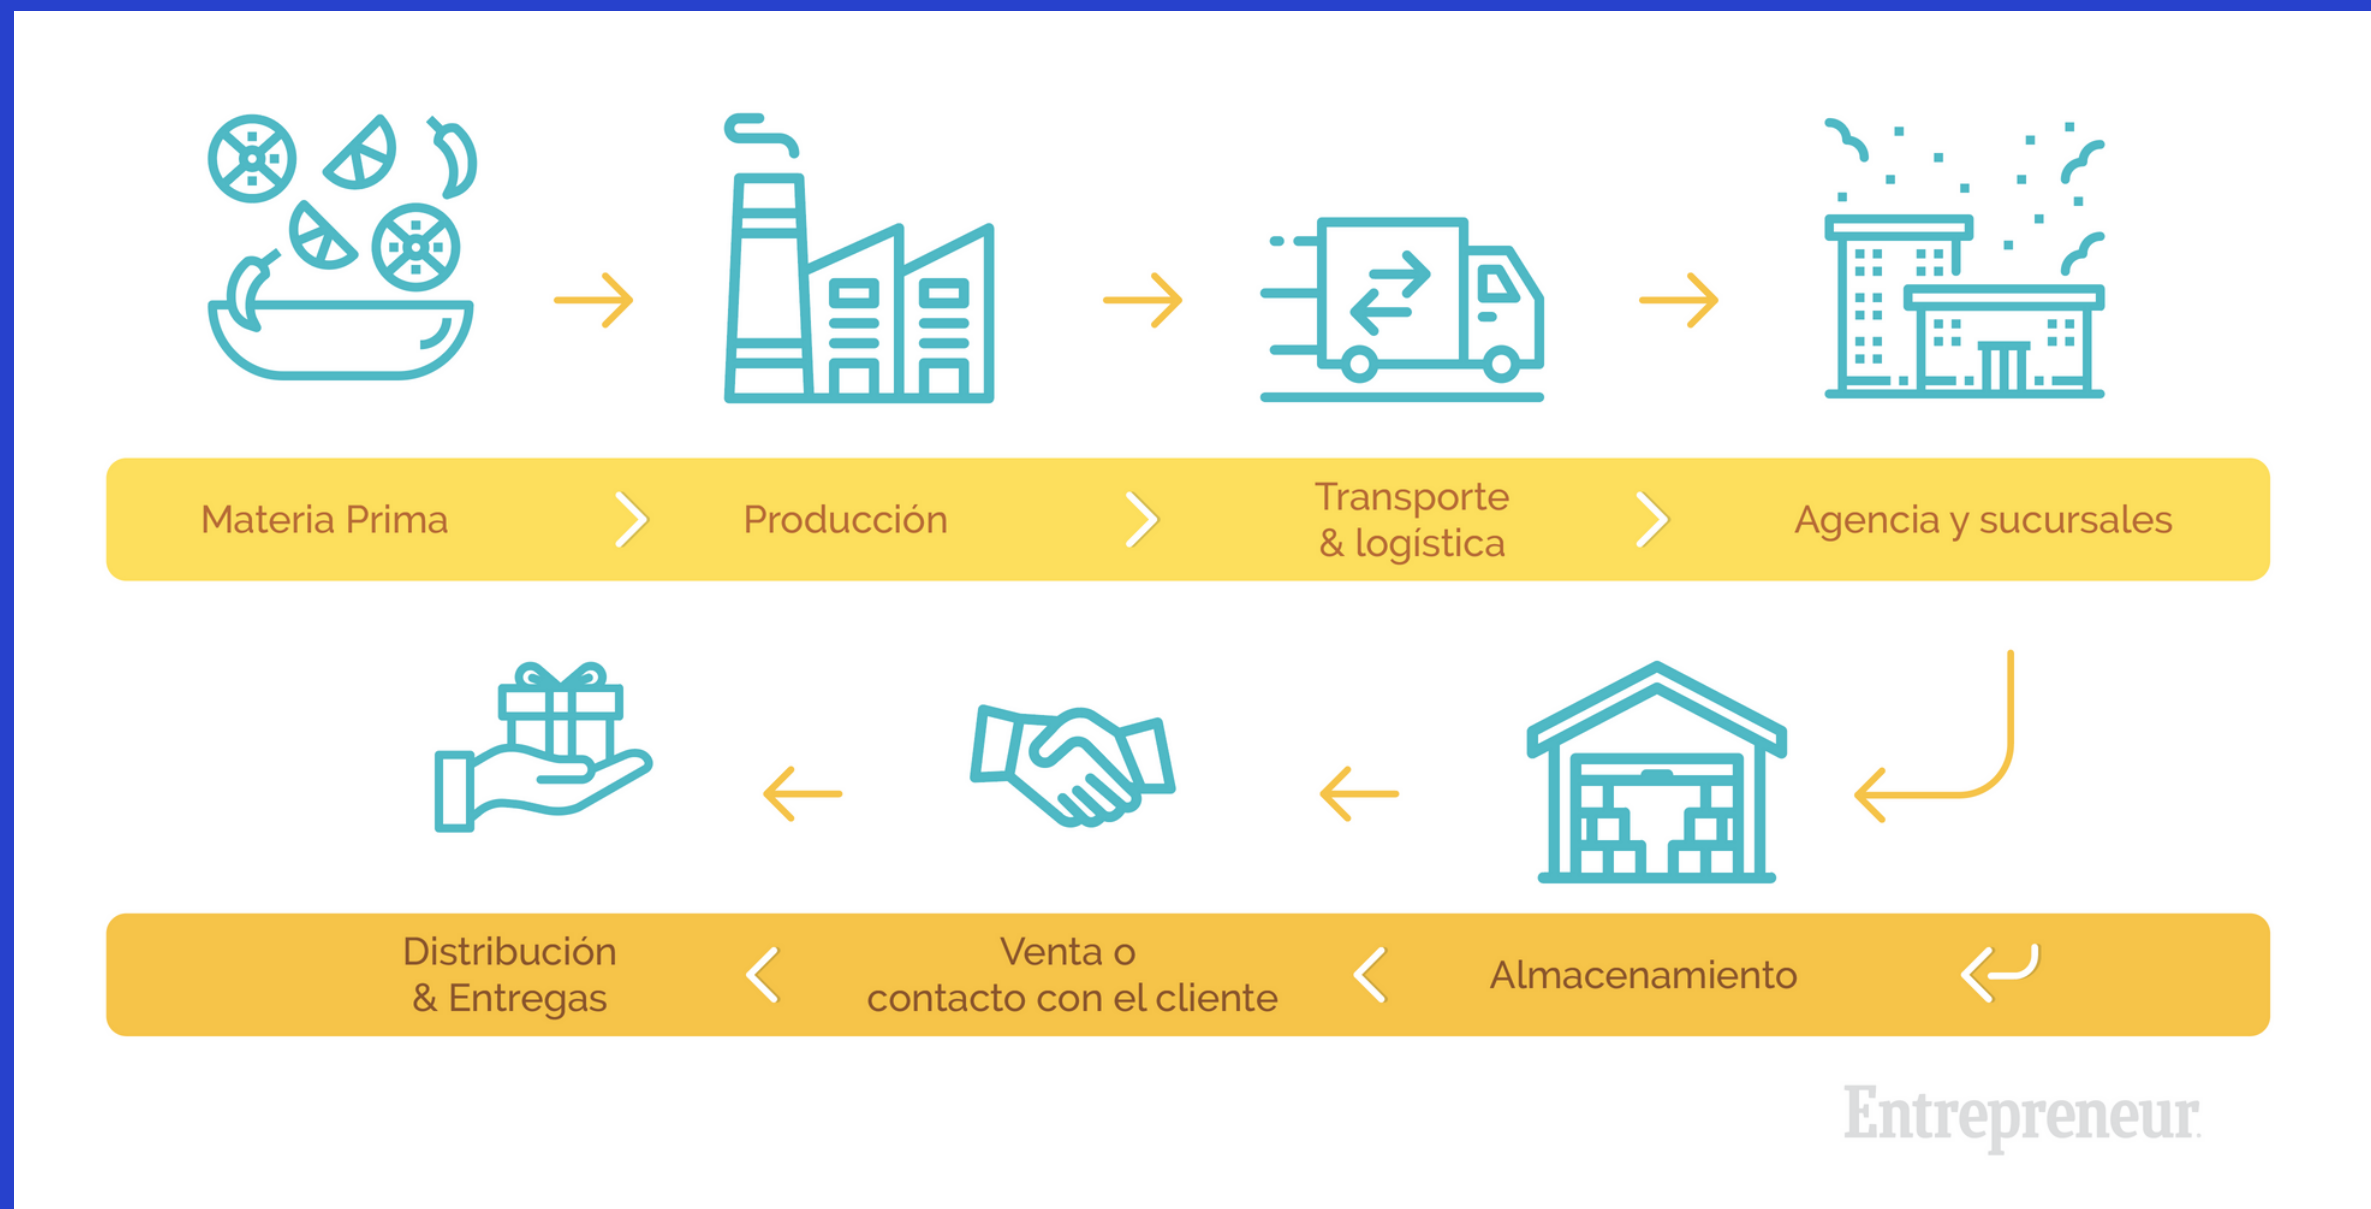 Materia Prima
Producción
Transporte
& logística
Agencia y sucursales
Distribución
& Entregas
Venta o
contacto con el cliente
Almacenamiento
Entrepreneur.